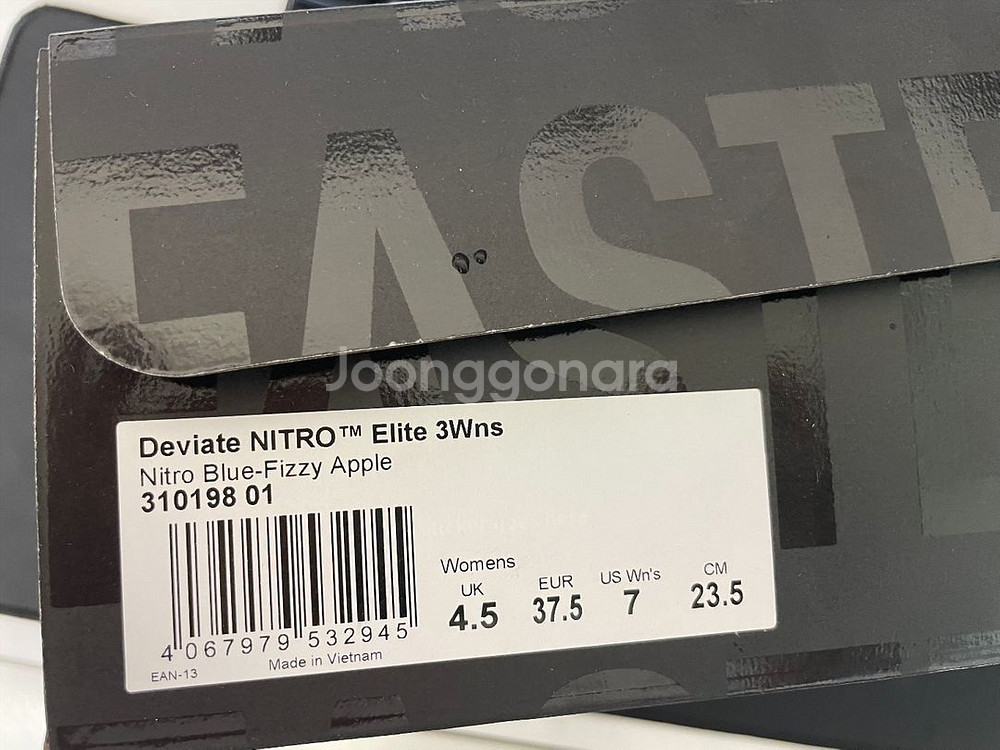 FASTER
Joonggonara
Deviate NITRO™ Elite 3Wns
Nitro Blue-Fizzy Apple
310198 01
Womens
UK EUR US Wn's CM
4.5 37.5 7 23.5
4 067979 532945
EAN-13 Made in Vietnam